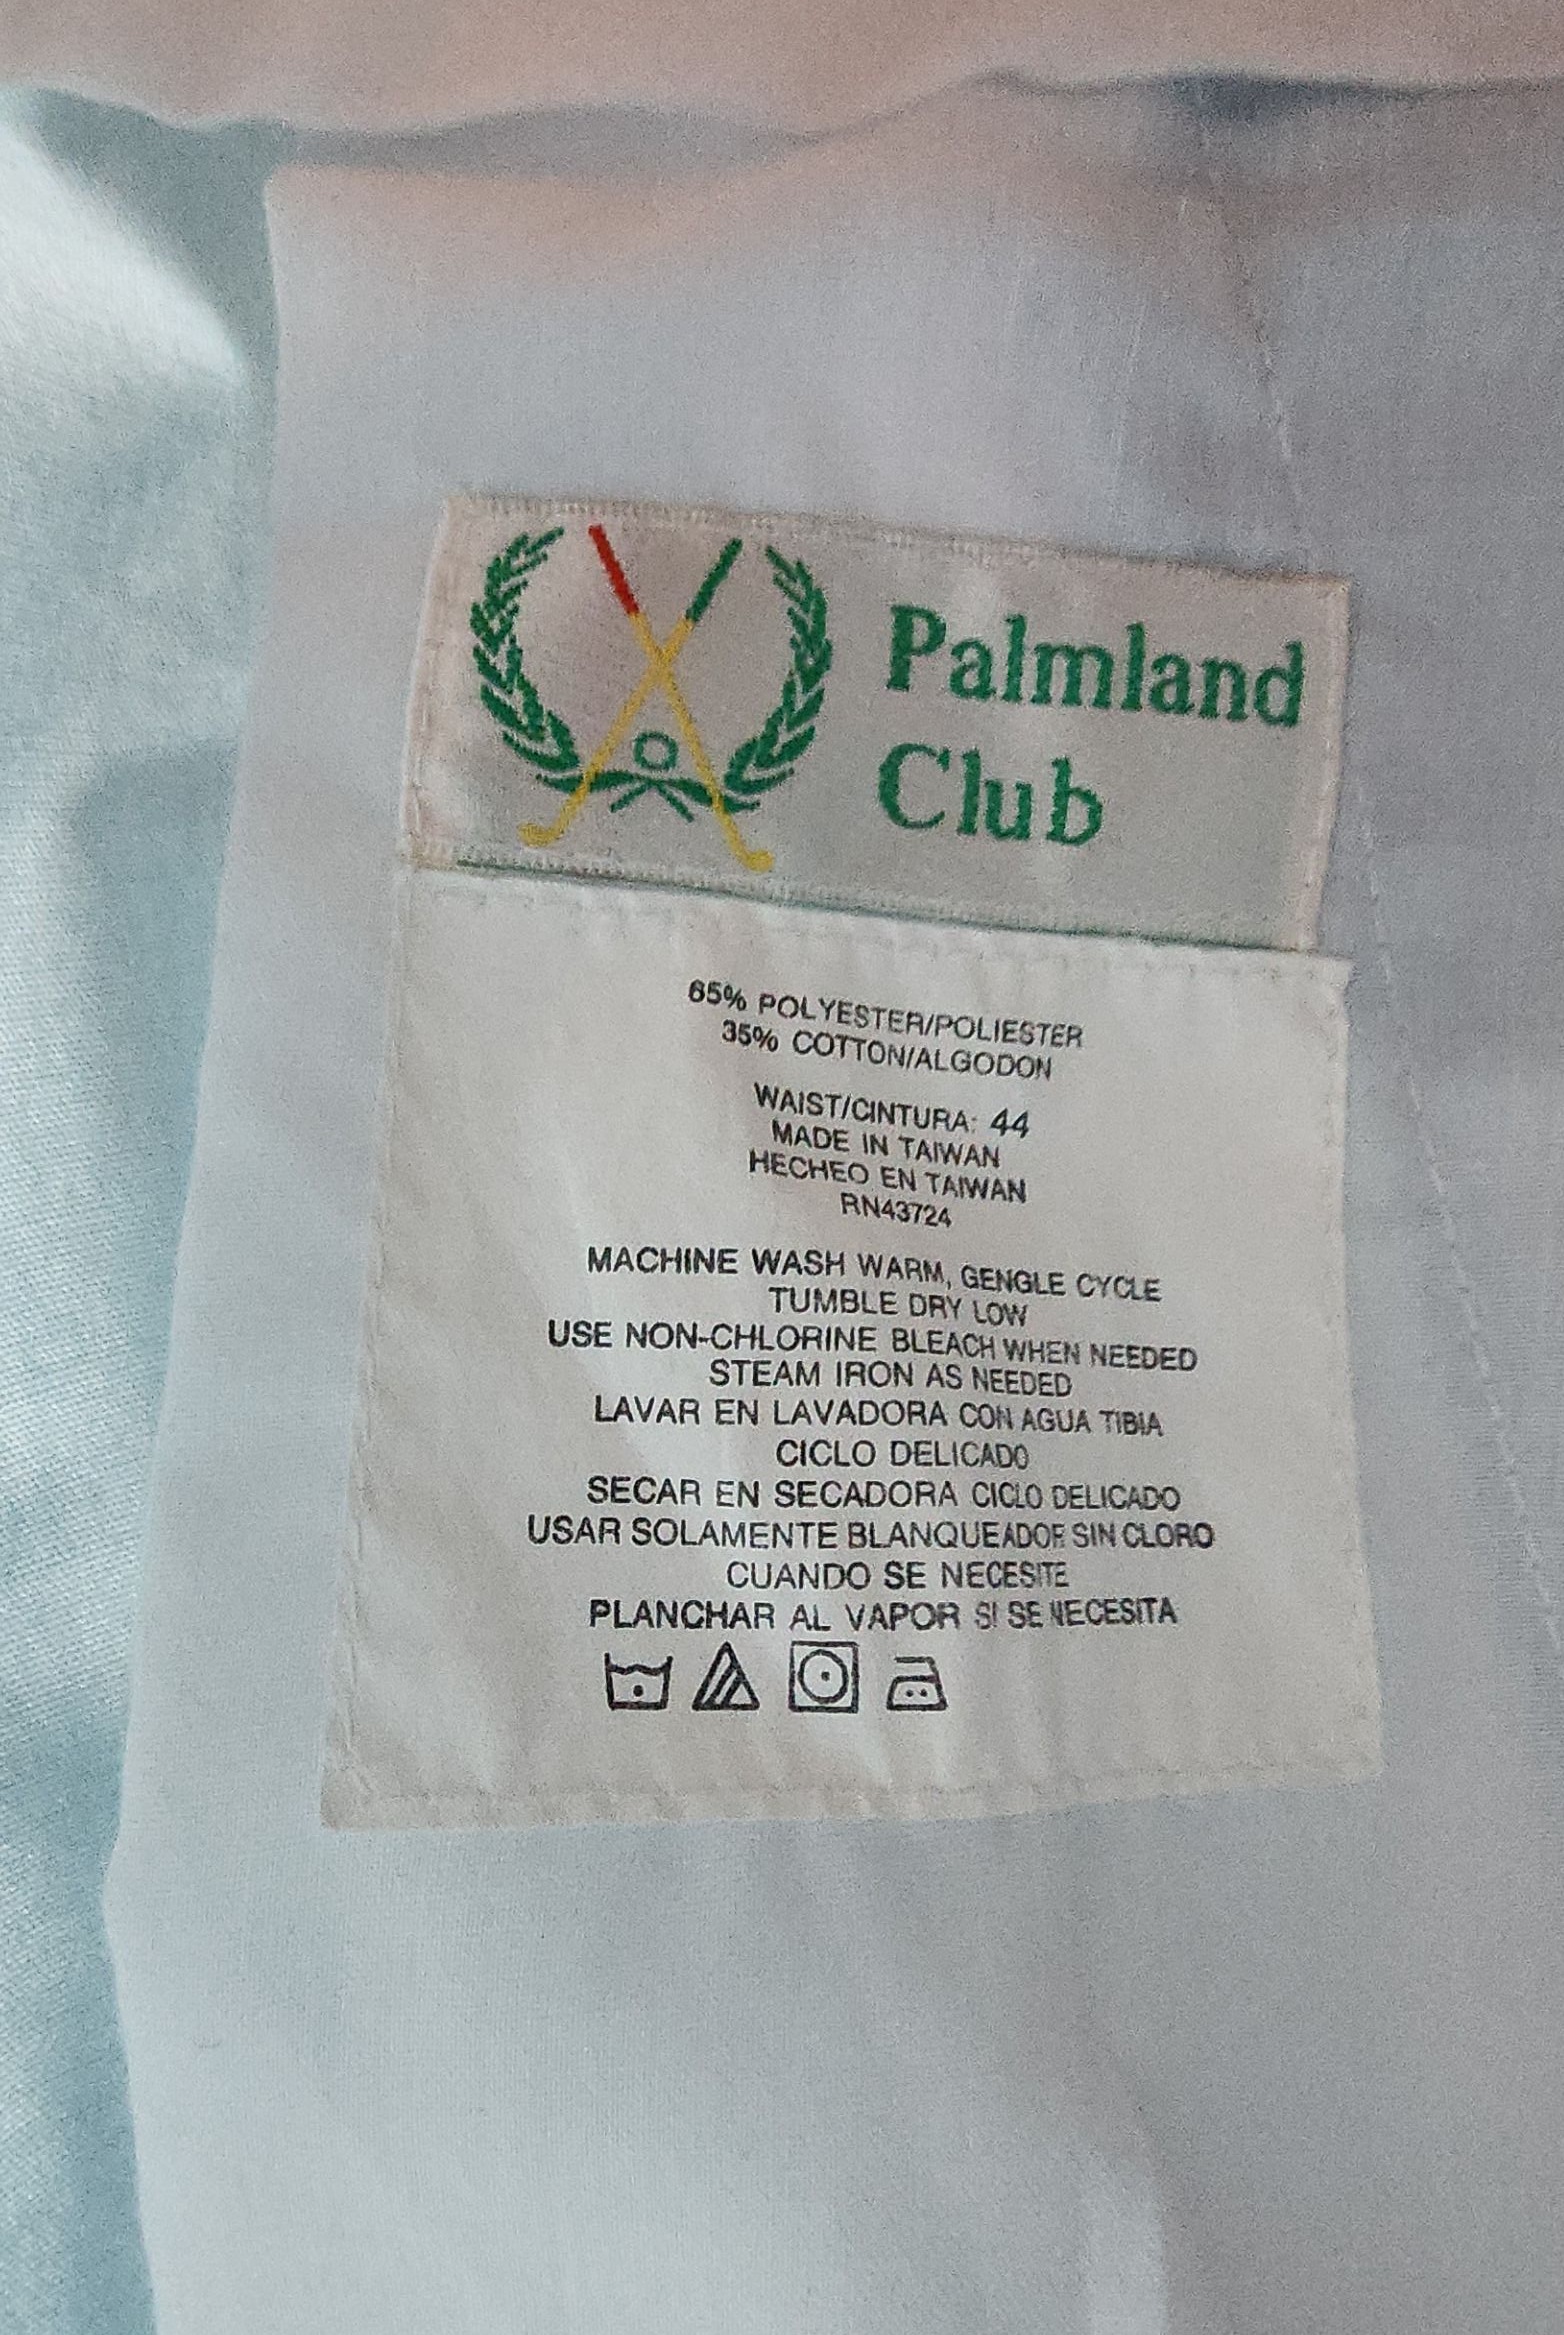 Palmland
Club
65% POLYESTER/POLIESTER
35% COTTON/ALGODON
WAIST/CINTURA: 44
MADE IN TAIWAN
HECHEO EN TAIWAN
RN43724
MACHINE WASH WARM, GENGLE CYCLE
TUMBLE DRY LOW
USE NON-CHLORINE BLEACH WHEN NEEDED
STEAM IRON AS NEEDED
LAVAR EN LAVADORA CON AGUA TIBIA
CICLO DELICADO
SECAR EN SECADORA CICLO DELICADO
USAR SOLAMENTE BLANQUEADOR SIN CLORO
CUANDO SE NECESITE
PLANCHAR AL VAPOR SI SE NECESITA